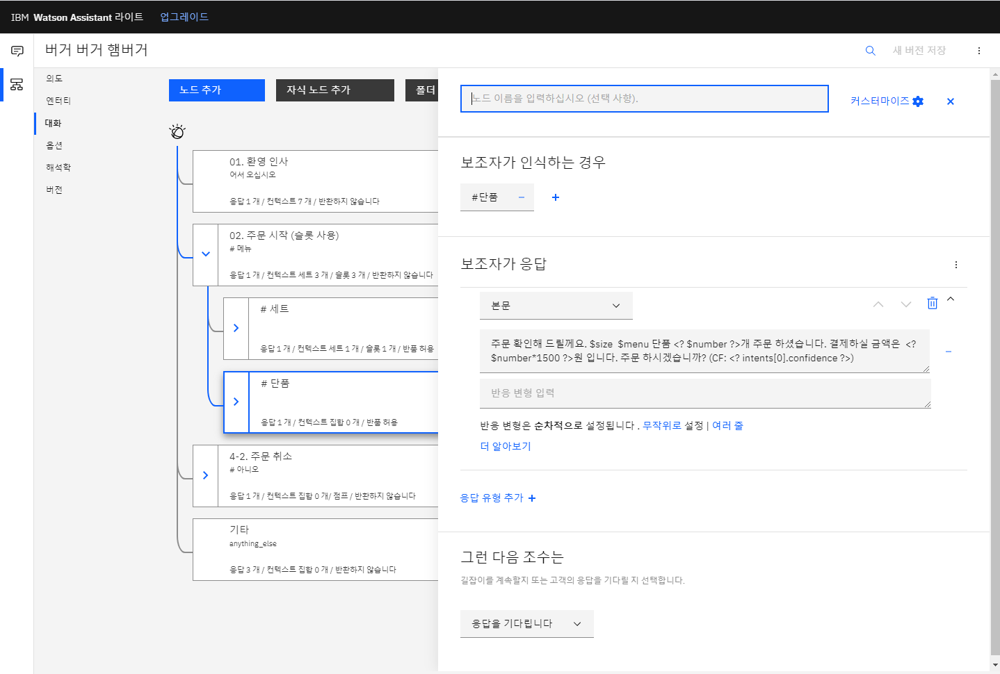 IBM Watson Assistant 라이트 업그레이드
버거 버거 햄버거
새 버전 저장
의도
엔터티
대화
옵션
해석학
버전
노드 추가
자식 노드 추가
폴더
01. 환영 인사
어서 오십시오
응답 1 개 / 컨텍스트 7 개 / 반환하지 않습니다
02. 주문 시작 (슬롯 사용)
# 메뉴
응답 1 개 / 컨텍스트 세트 3 개 / 슬롯 3 개 / 반환하지 않습니다
# 세트
응답 1 개 / 컨텍스트 세트 1 개 / 슬롯 1 개 / 반품 허용
# 단품
응답 1 개 / 컨텍스트 집합 0 개 / 반품 허용
4-2. 주문 취소
# 아니오
응답 1 개 / 컨텍스트 집합 0 개/ 점프 / 반환하지 않습니다
기타
anything_else
응답 3 개 / 컨텍스트 집합 0 개 / 반환하지 않습니다
노드 이름을 입력하십시오 (선택 사항).
커스터마이즈
보조자가 인식하는 경우
#단품
보조자가 응답
본문
주문 확인해 드릴께요. $size  $menu 단품 <? $number ?>개 주문 하셨습니다. 결제하실 금액은  <?
$number*1500 ?>원 입니다. 주문 하시겠습니까? (CF: <? intents[0].confidence ?>)
반응 변형 입력
반응 변형은 순차적으로 설정됩니다 . 무작위로 설정 | 여러 줄
더 알아보기
응답 유형 추가
그런 다음 조수는
길잡이를 계속할지 또는 고객의 응답을 기다릴 지 선택합니다.
응답을 기다립니다